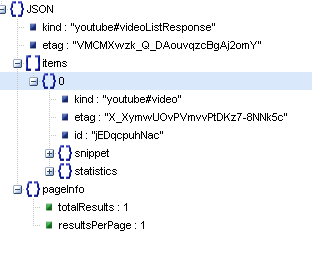 JSON
kind : "youtube#videoListResponse"
etag : "VMCMXwzk_Q_DAouvqzcBgAj2omY"
items
0
kind : "youtube#video"
etag : "X_XymwUOvPVmvvPtDKz7-8NNk5c"
id : "jEDqcpuhNac"
snippet
statistics
pageInfo
totalResults : 1
resultsPerPage : 1